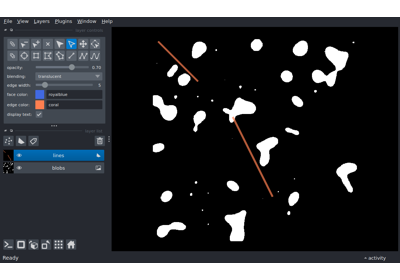 File View Layers Plugins Window Help
opacity: 0.70
blending: translucent
edge width: 5
face color: royalblue
edge color: coral
display text: ✓
lines
blobs
Ready
activity